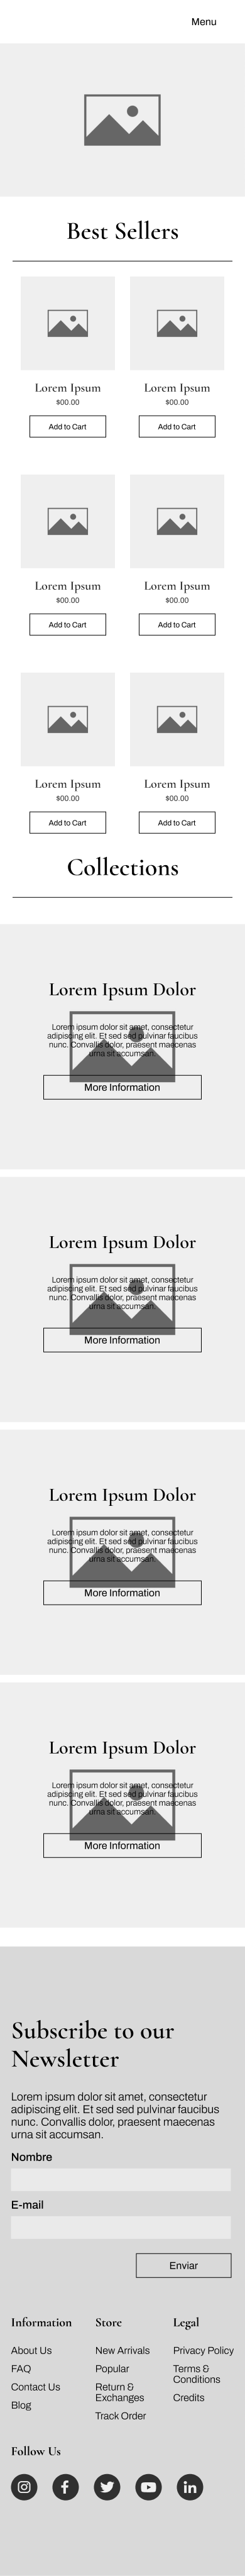 Menu
Best Sellers
Lorem Ipsum
$00.00
Add to Cart
Lorem Ipsum
$00.00
Add to Cart
Lorem Ipsum
$00.00
Add to Cart
Lorem Ipsum
$00.00
Add to Cart
Lorem Ipsum
$00.00
Add to Cart
Lorem Ipsum
$00.00
Add to Cart
Collections
Lorem Ipsum Dolor
Lorem ipsum dolor sit amet, consectetur
adipiscing elit. Et sed sed pulvinar faucibus
nunc. Convallis dolor, praesent maecenas
urna sit accumsan.
More Information
Lorem Ipsum Dolor
Lorem ipsum dolor sit amet, consectetur
adipiscing elit. Et sed sed pulvinar faucibus
nunc. Convallis dolor, praesent maecenas
urna sit accumsan.
More Information
Lorem Ipsum Dolor
Lorem ipsum dolor sit amet, consectetur
adipiscing elit. Et sed sed pulvinar faucibus
nunc. Convallis dolor, praesent maecenas
urna sit accumsan.
More Information
Lorem Ipsum Dolor
Lorem ipsum dolor sit amet, consectetur
adipiscing elit. Et sed sed pulvinar faucibus
nunc. Convallis dolor, praesent maecenas
urna sit accumsan.
More Information
Subscribe to our
Newsletter
Lorem ipsum dolor sit amet, consectetur
adipiscing elit. Et sed sed pulvinar faucibus
nunc. Convallis dolor, praesent maecenas
urna sit accumsan.
Nombre
E-mail
Enviar
Information
About Us
FAQ
Contact Us
Blog
Store
New Arrivals
Popular
Return &
Exchanges
Track Order
Legal
Privacy Policy
Terms &
Conditions
Credits
Follow Us